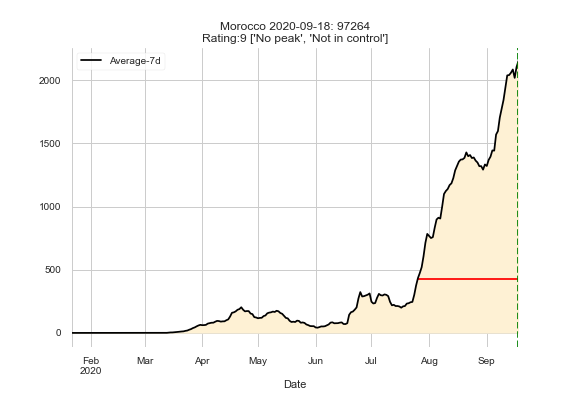 Morocco 2020-09-18: 97264
Rating:9 ['No peak', 'Not in control']
Average-7d
2000
1500
1000
500
0
Feb Mar Apr May Jun Jul Aug Sep
2020
Date